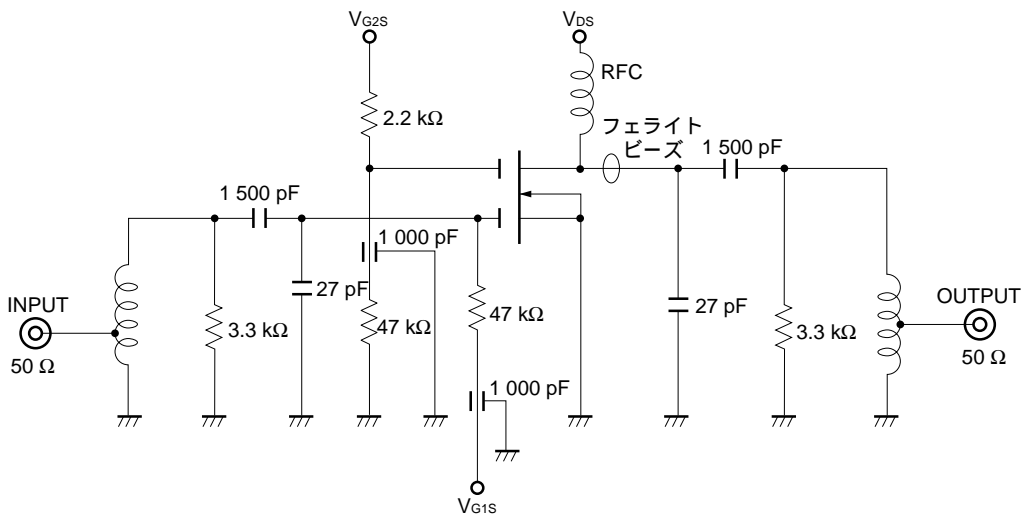 VG2S
VDS
RFC
2.2 kΩ
フェライト
ビーズ
1 500 pF
1 500 pF
1 000 pF
INPUT
27 pF
50 Ω
3.3 kΩ
47 kΩ
47 kΩ
27 pF
3.3 kΩ
OUTPUT
50 Ω
1 000 pF
VG1S